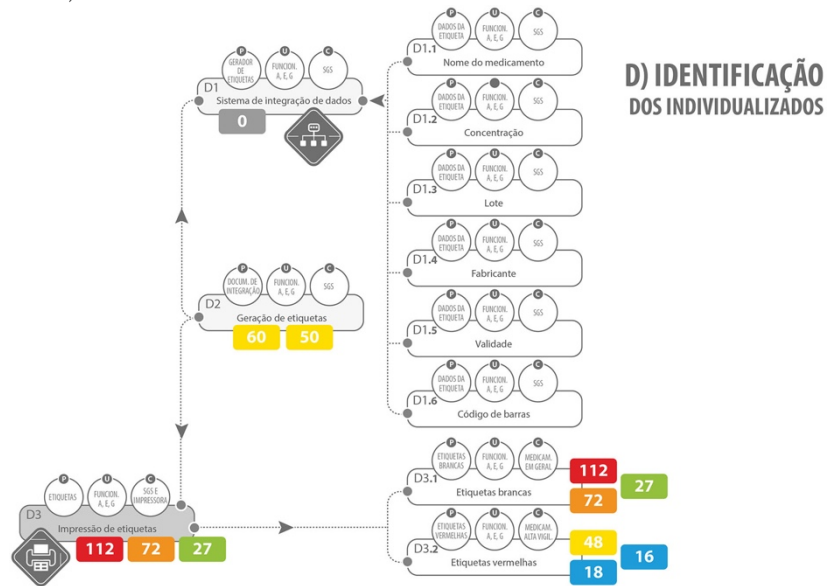 D) IDENTIFICAÇÃO
DOS INDIVIDUALIZADOS
P U C
GERADOR DE ETIQUETAS
FUNCION. A, E, G
SGS
D1
Sistema de integração de dados
0
P U C
DADOS DA ETIQUETA
FUNCION. A, E, G
SGS
D1.1
Nome do medicamento
P C
DADOS DA ETIQUETA
FUNCION. A, E, G
SGS
D1.2
Concentração
P U C
DADOS DA ETIQUETA
FUNCION. A, E, G
SGS
D1.3
Lote
P U C
DADOS DA ETIQUETA
FUNCION. A, E, G
SGS
D1.4
Fabricante
P U C
DADOS DA ETIQUETA
FUNCION. A, E, G
SGS
D1.5
Validade
P U C
DADOS DA ETIQUETA
FUNCION. A, E, G
SGS
D1.6
Código de barras
P U C
DOCUM. DE INTEGRAÇÃO
FUNCION. A, E, G
SGS
D2
Geração de etiquetas
60 50
P U C
ETIQUETAS
FUNCION. A, E, G
SGS E IMPRESSORA
D3
Impressão de etiquetas
112 72 27
P U C
ETIQUETAS BRANCAS
FUNCION. A, E, G
MEDICAM. EM GERAL
D3.1
Etiquetas brancas
112
72
27
P U C
ETIQUETAS VERMELHAS
FUNCION. A, E, G
MEDICAM. ALTA VIGIL.
D3.2
Etiquetas vermelhas
48
18
16